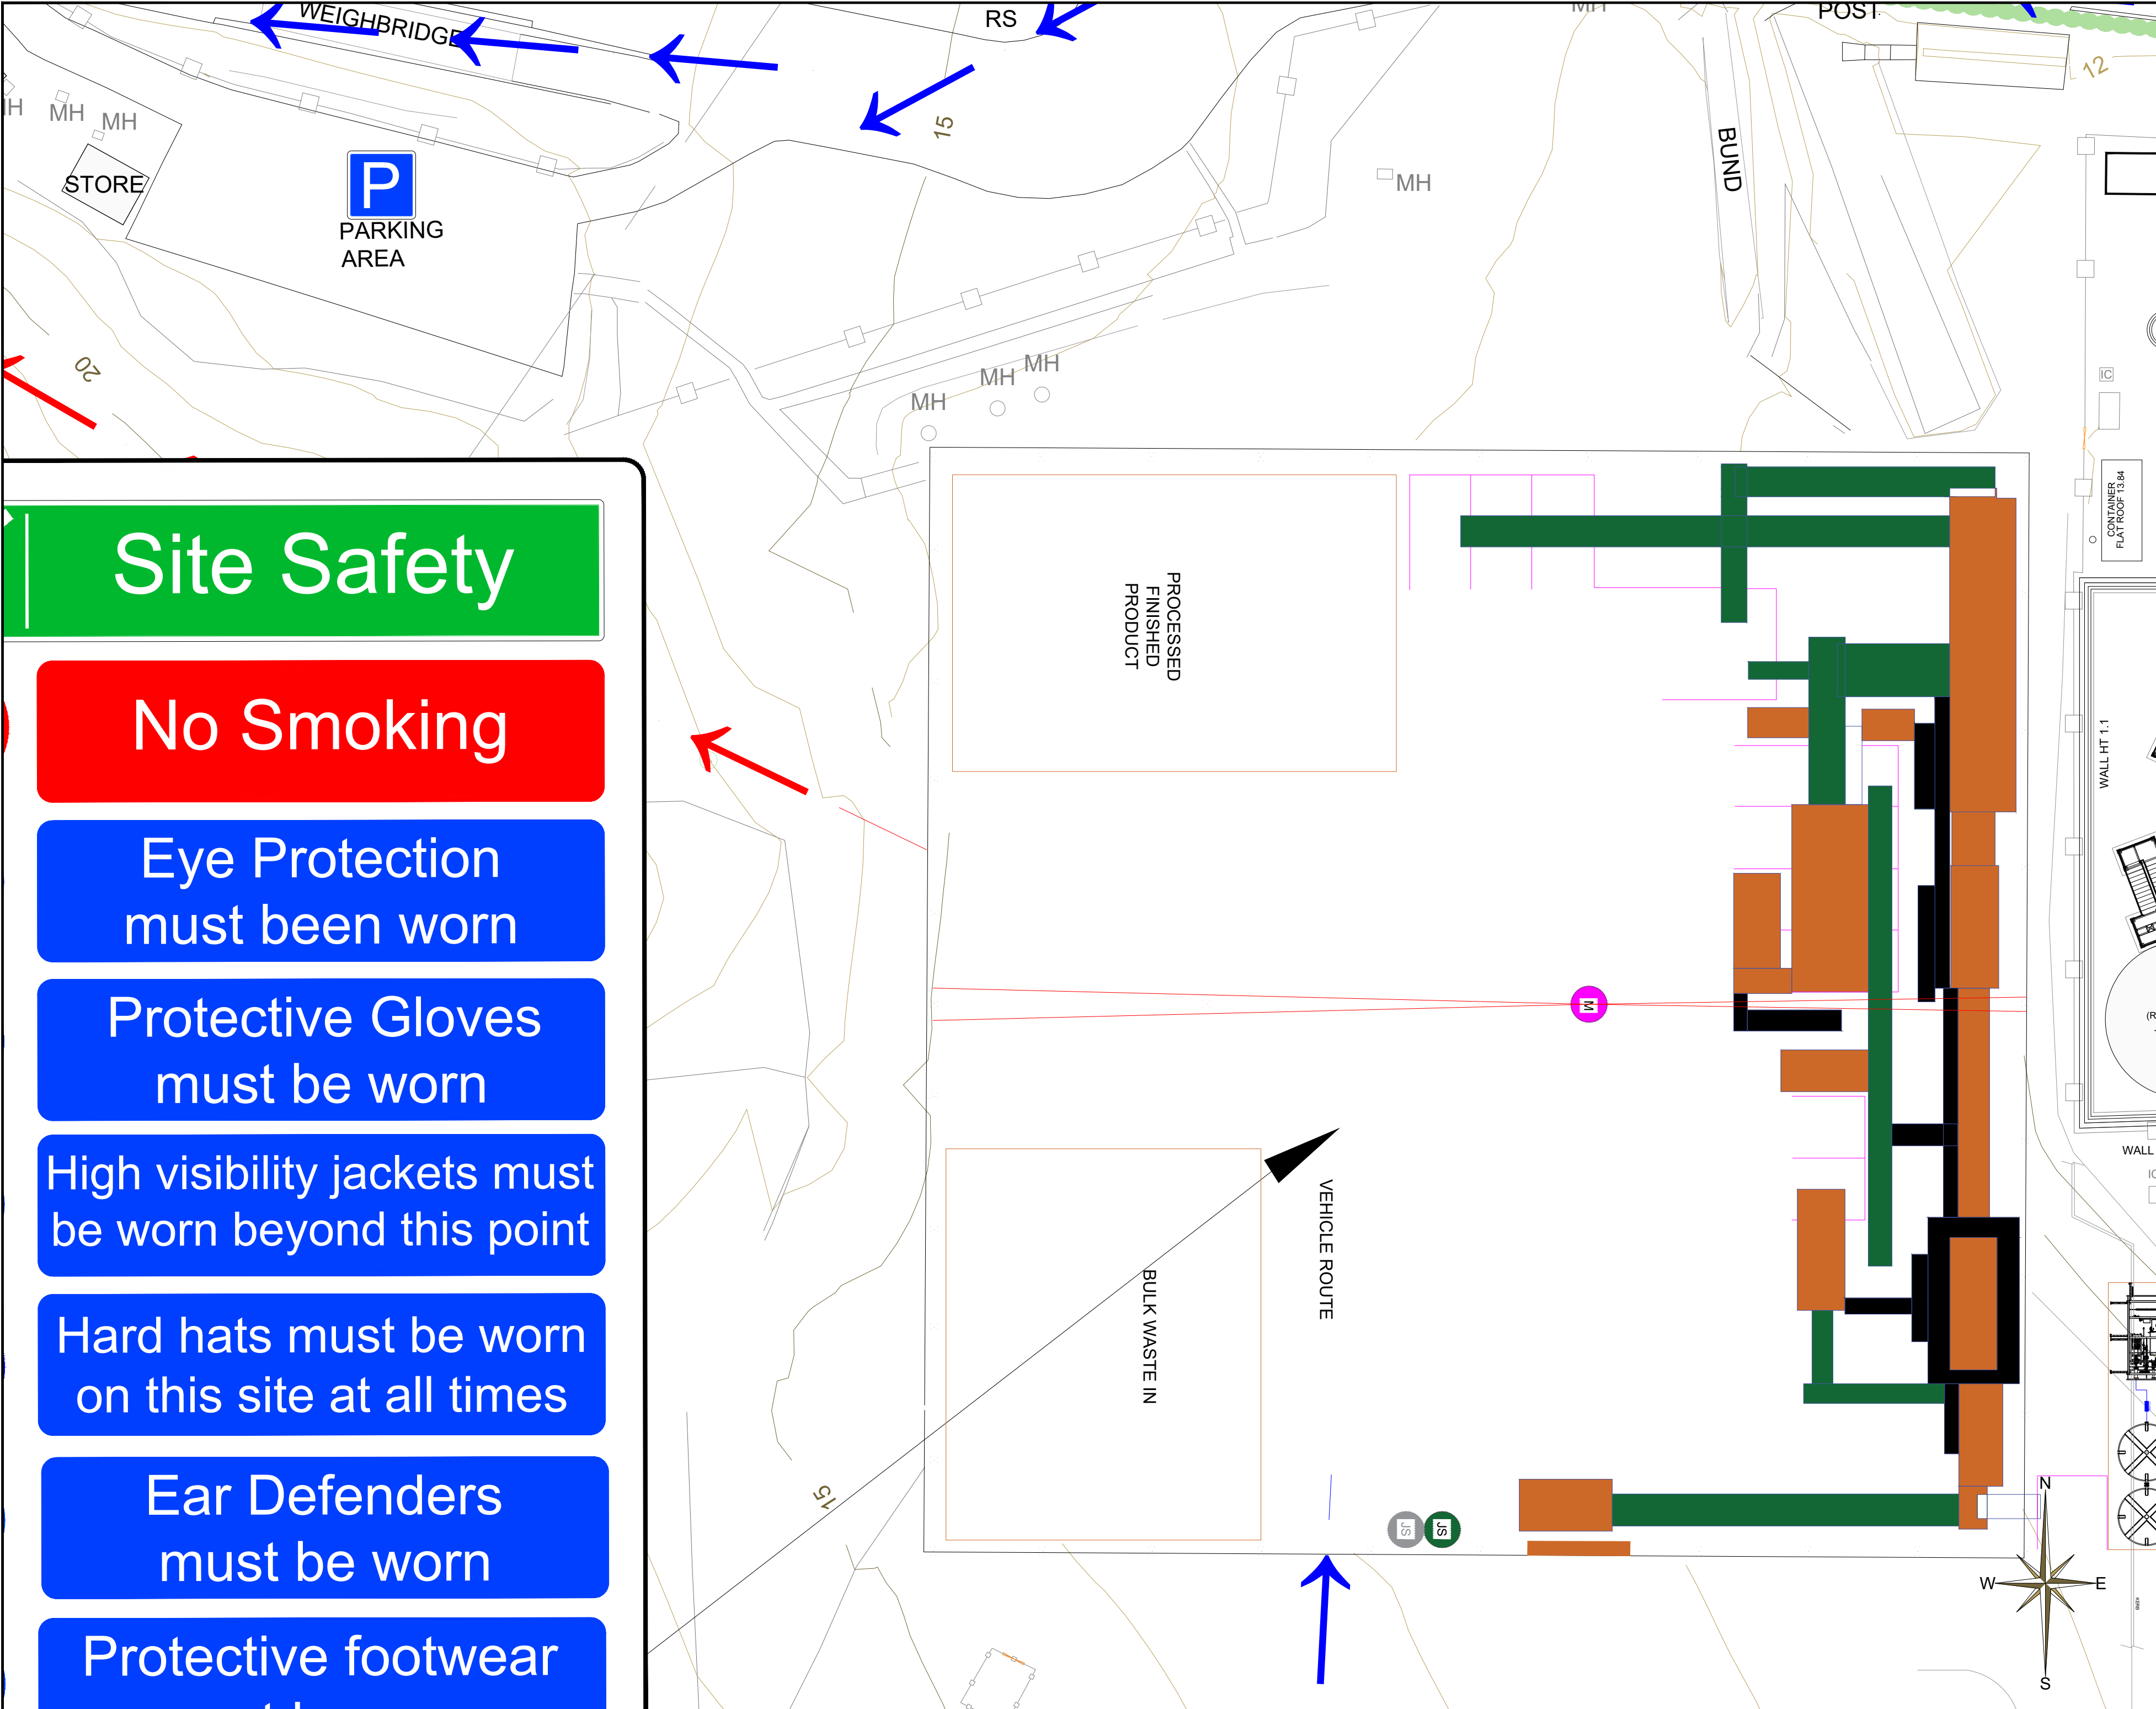 WEIGHBRIDGE
RS
MH
POST
12
MH
MH
STORE
P
PARKING
AREA
15
MH
BUND
20
MH
MH
MH
IC
CONTAINER
FLAT ROOF 13.84
Site Safety
No Smoking
Eye Protection
must been worn
Protective Gloves
must be worn
High visibility jackets must
be worn beyond this point
Hard hats must be worn
on this site at all times
Ear Defenders
must be worn
Protective footwear
PROCESSED
FINISHED
PRODUCT
WALL HT 1.1
M
WALL
VEHICLE ROUTE
BULK WASTE IN
15
JS
JS
N
W
E
S
KERB